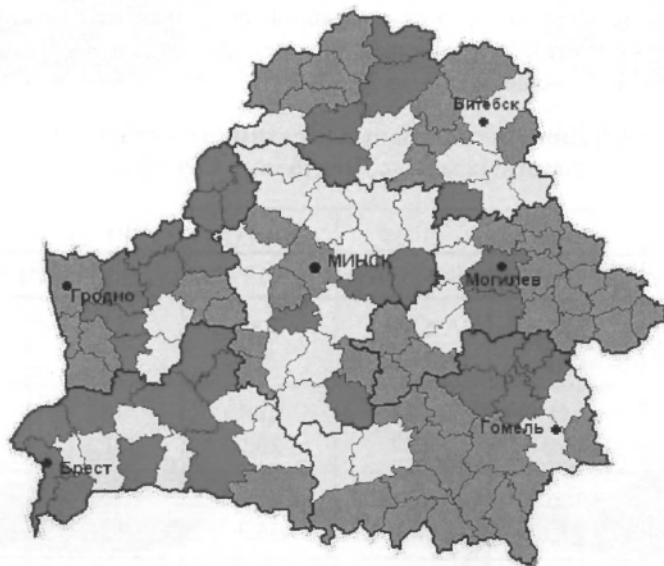 Витебск
МИНСК
Могилев
Гродно
Гомель
Брест